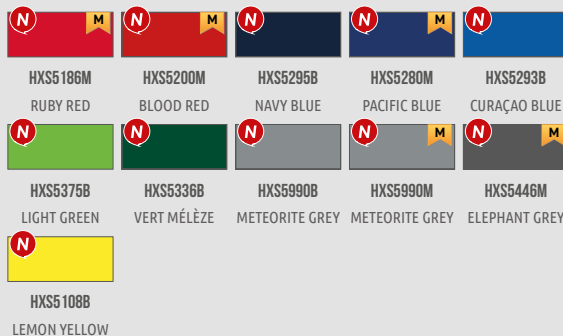 N M N M N N M N
HXS5186M HXS5200M HXS5295B HXS5280M HXS5293B
RUBY RED BLOOD RED NAVY BLUE PACIFIC BLUE CURAÇAO BLUE
N N N N M N M
HXS5375B HXS5336B HXS5990B HXS5990M HXS5446M
LIGHT GREEN VERT MÉLÈZE METEORITE GREY METEORITE GREY ELEPHANT GREY
N
HXS5108B
LEMON YELLOW